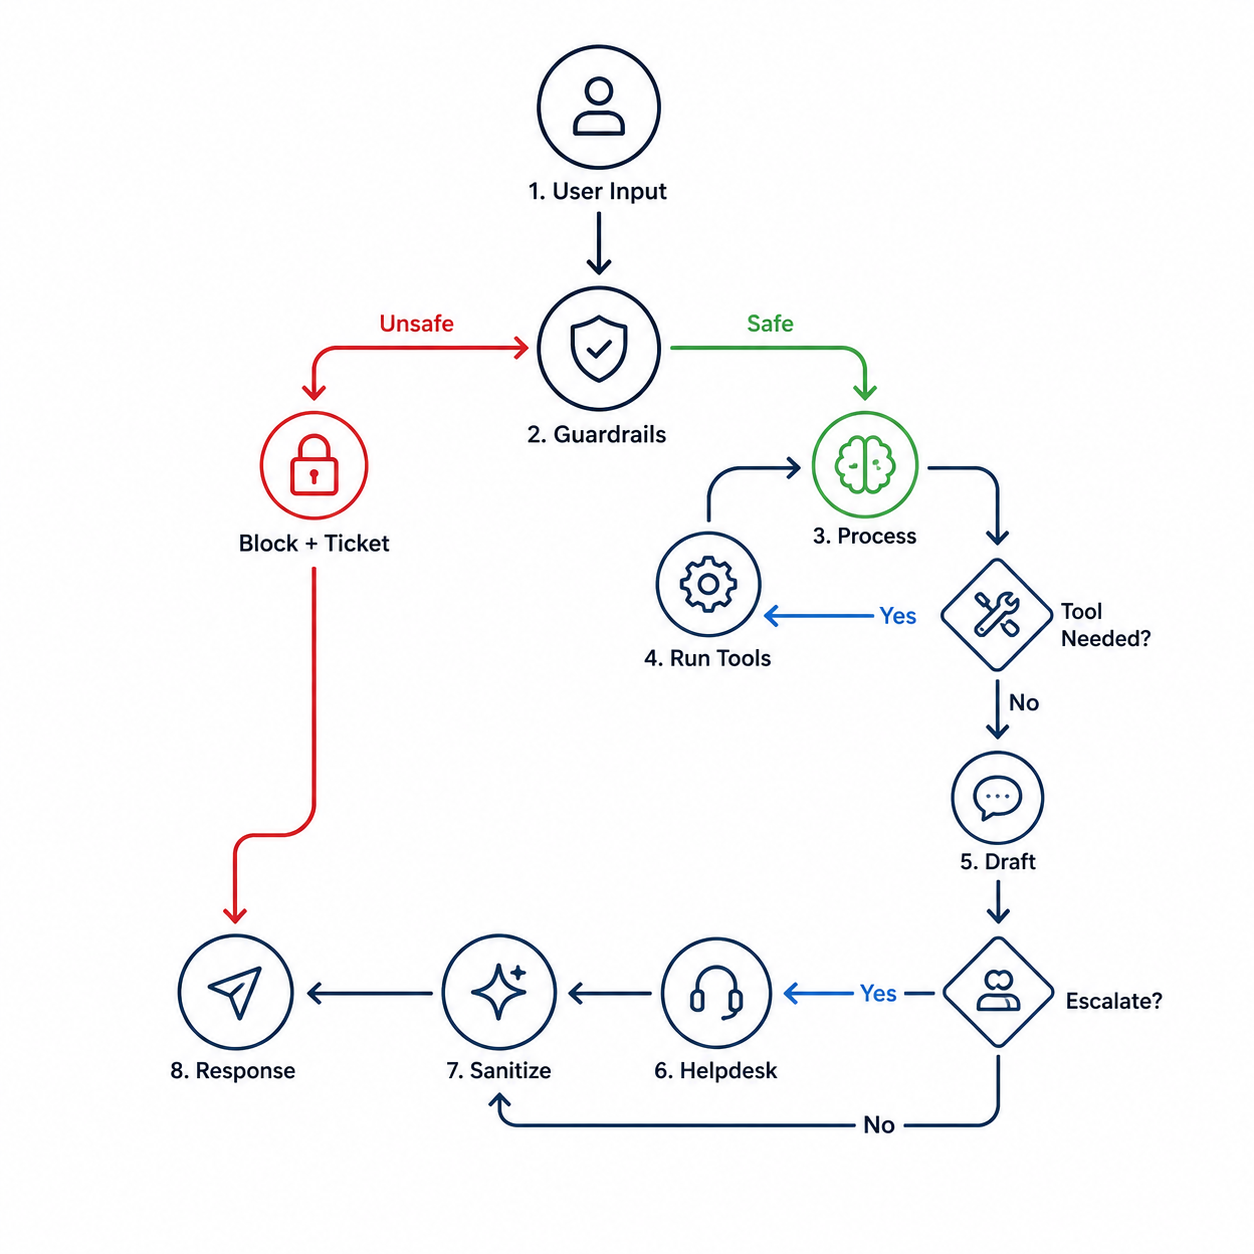 1. User Input
Unsafe
Safe
2. Guardrails
3. Process
Block + Ticket
Yes
Tool
Needed?
4. Run Tools
No
5. Draft
Yes
Escalate?
8. Response
7. Sanitize
6. Helpdesk
No